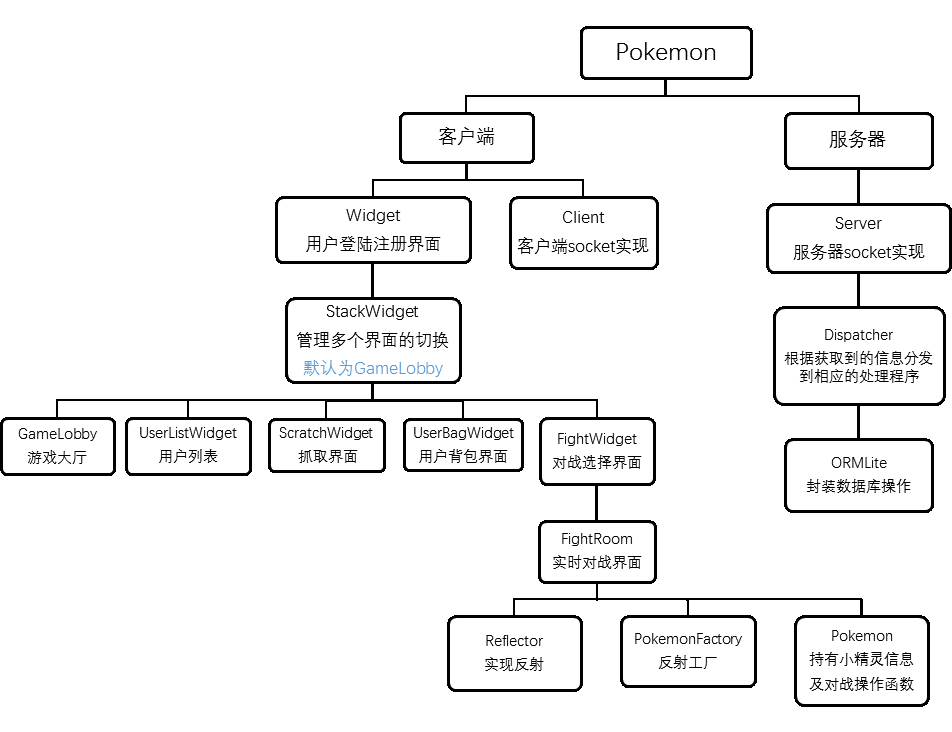 Pokemon
客户端
服务器
Widget
用户登陆注册界面
Client
客户端socket实现
Server
服务器socket实现
StackWidget
管理多个界面的切换
默认为GameLobby
Dispatcher
根据获取到的信息分发
到相应的处理程序
GameLobby
游戏大厅
UserListWidget
用户列表
ScratchWidget
抓取界面
UserBagWidget
用户背包界面
FightWidget
对战选择界面
ORMLite
封装数据库操作
FightRoom
实时对战界面
Reflector
实现反射
PokemonFactory
反射工厂
Pokemon
持有小精灵信息
及对战操作函数